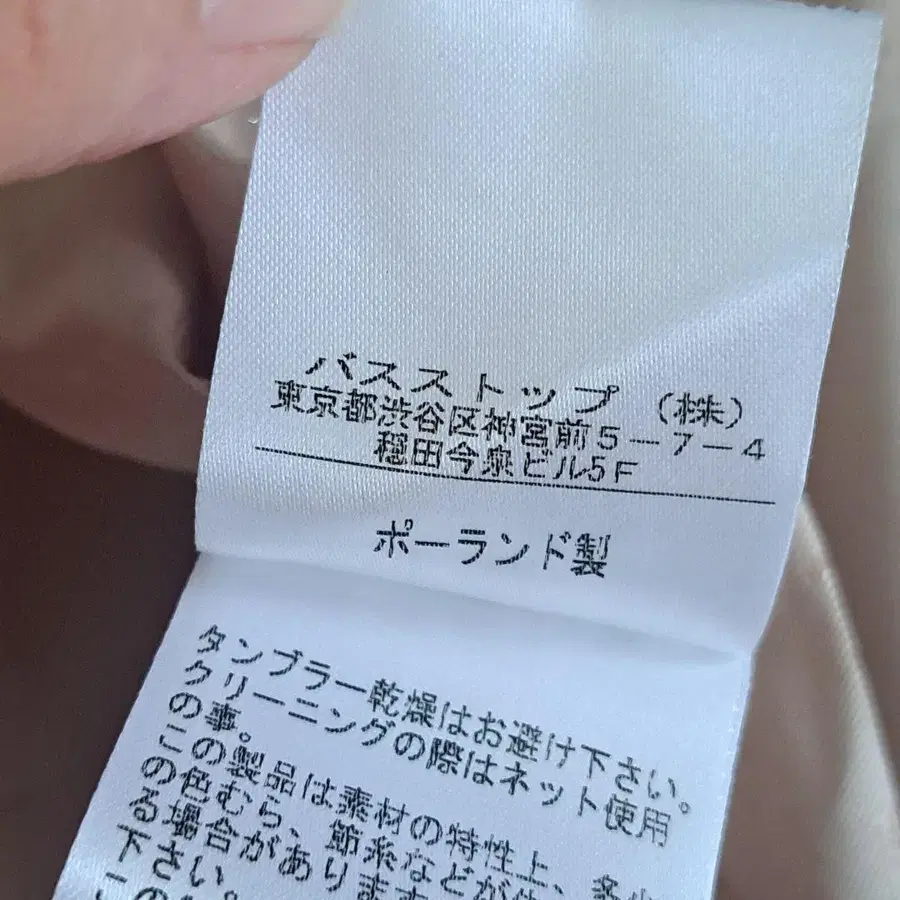 バスストップ (株)
東京都渋谷区神宮前5-7-4
穏田今泉ビル5F
ポーランド製
タンブラー乾燥はお避け下さい。
クリーニングの際はネット使用
の事。
この製品は素材の特性上、多少
の色むら、節糸などが
る場合があります
下さい。
この